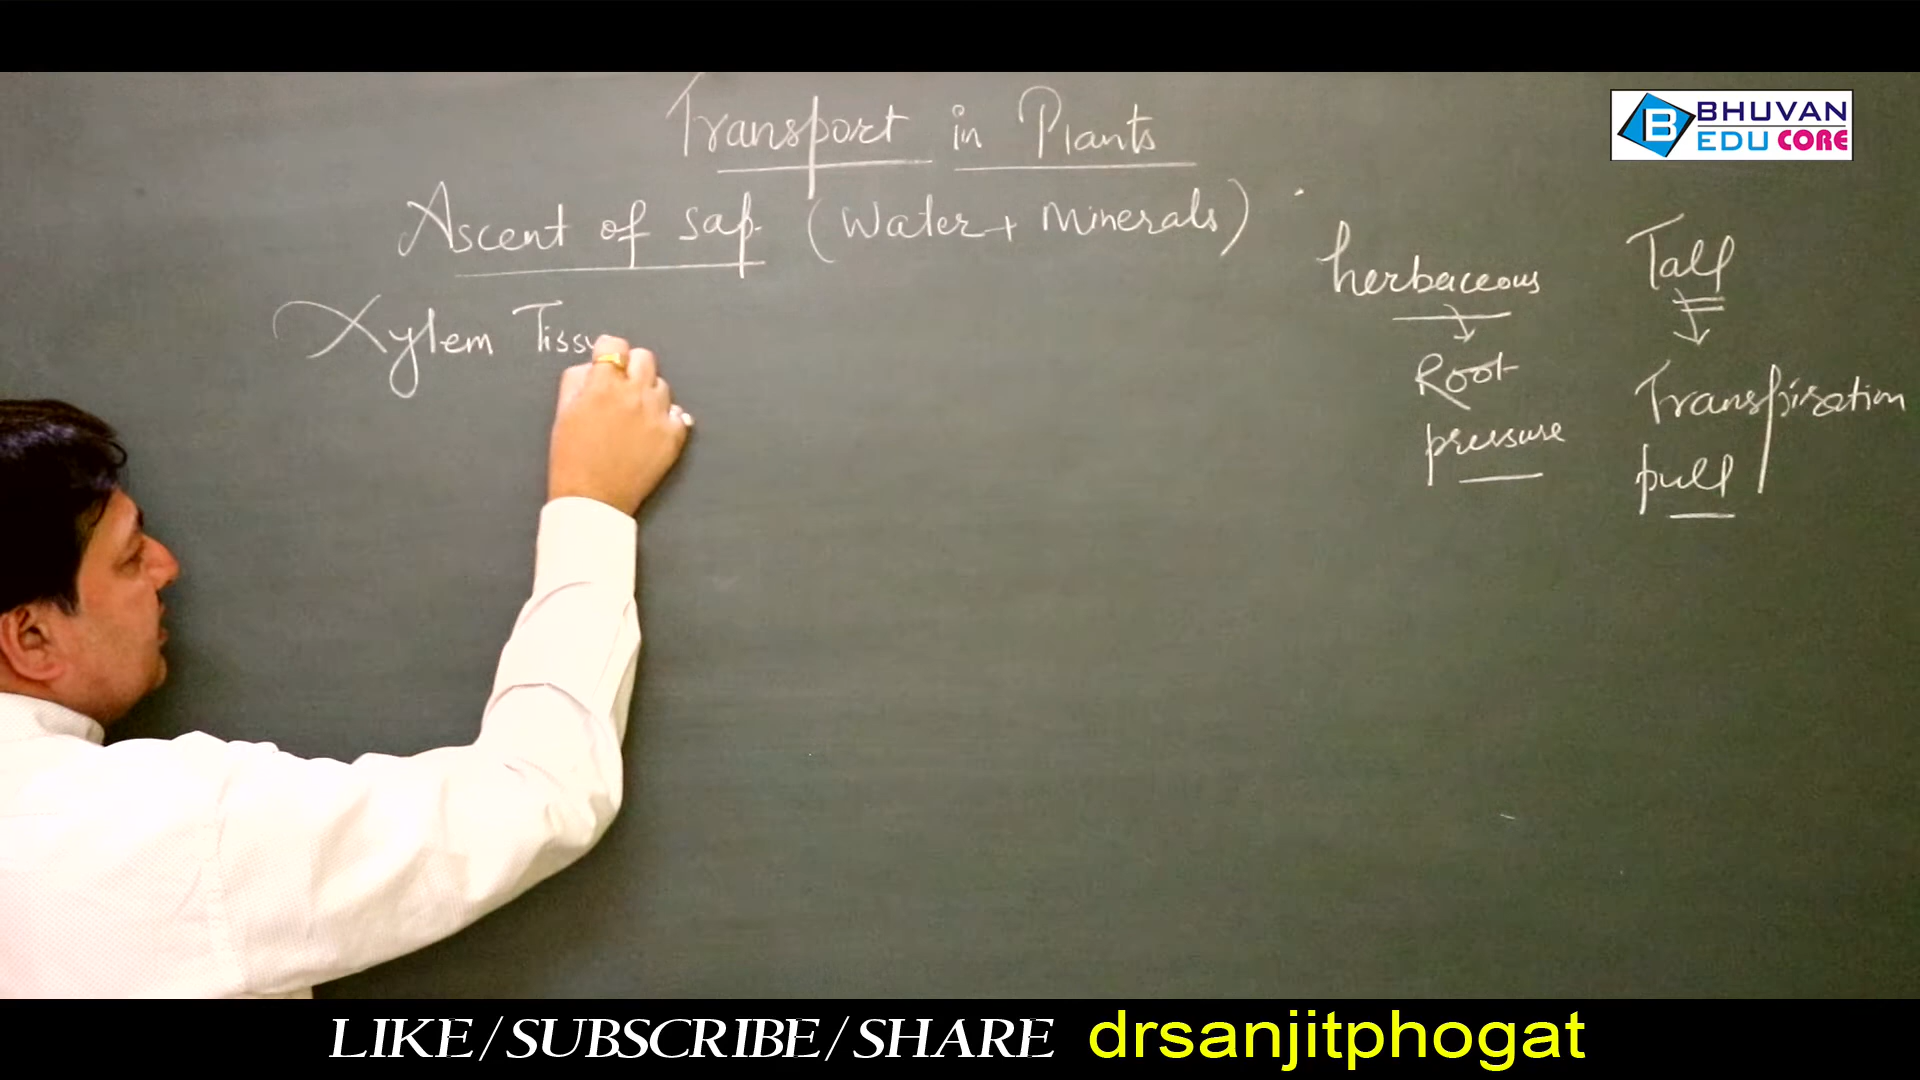 Transport in Plants
BHUVAN
EDU CORE
Ascent of sap (Water + Minerals)
Xylem Tissu
herbaceous
Root
pressure
Tall
Transpiration
pull
LIKE/SUBSCRIBE/SHARE drsanjitphogat